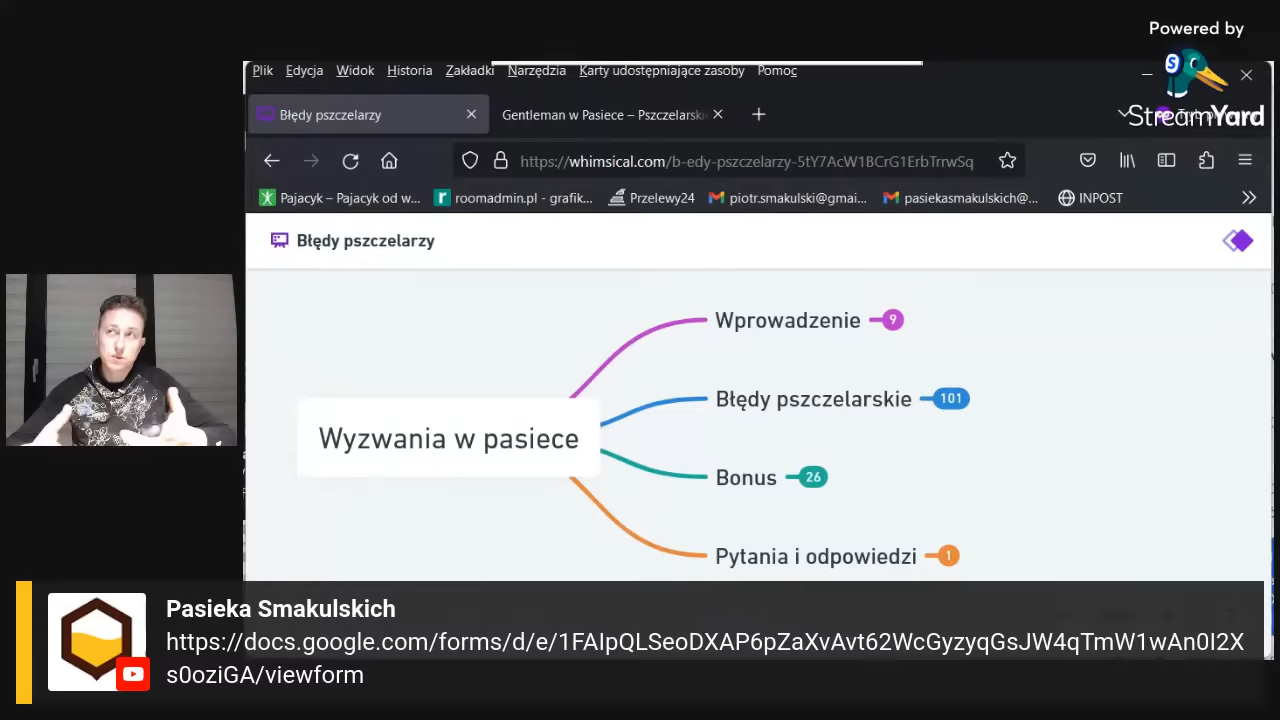 Powered by
StreamYard
Plik Edycja Widok Historia Zakładki Narzędzia Karty udostępniające zasoby Pomoc
Błędy pszczelarzy
Gentleman w Pasiece – Pszczelarski
https://whimsical.com/b-edy-pszczelarzy-5tY7AcW1BCrG1ErbTrrwSq
Pajacyk – Pajacyk od w... roomadmin.pl - grafik... Przelewy24 piotr.smakulski@gmai... pasiekasmakulskich@... INPOST
Błędy pszczelarzy
Wprowadzenie 9
Błędy pszczelarskie 101
Wyzwania w pasiece
Bonus 26
Pytania i odpowiedzi 1
Pasieka Smakulskich
https://docs.google.com/forms/d/e/1FAIpQLSeoDXAP6pZaXvAvt62WcGyzyqGsJW4qTmW1wAn0I2X
s0oziGA/viewform